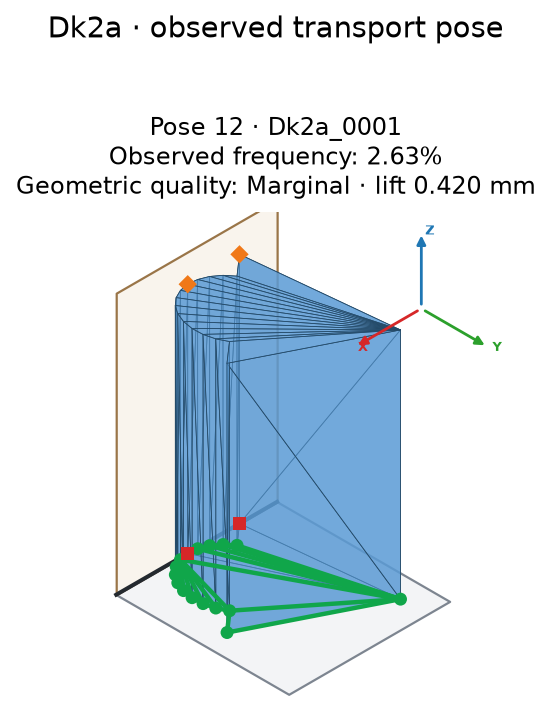 Dk2a · observed transport pose
Pose 12 · Dk2a_0001
Observed frequency: 2.63%
Geometric quality: Marginal · lift 0.420 mm
Z
X
Y